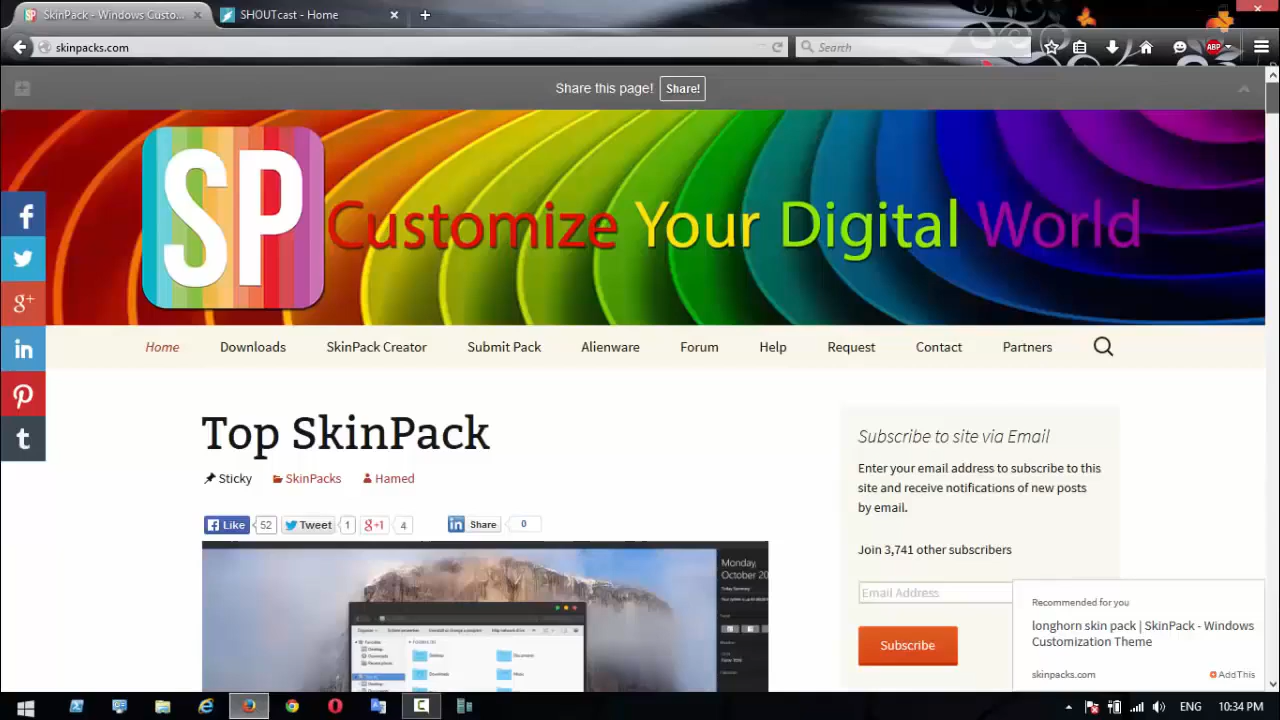 SkinPack - Windows Custo...
SHOUTcast - Home
skinpacks.com
Search
ABP
Share this page! Share!
SP
Customize Your Digital World
Home Downloads SkinPack Creator Submit Pack Alienware Forum Help Request Contact Partners
Top SkinPack
Sticky SkinPacks Hamed
Like 52 Tweet 1 g+1 4 in Share 0
Monday,
October 20
Subscribe to site via Email
Enter your email address to subscribe to this
site and receive notifications of new posts
by email.
Join 3,741 other subscribers
Email Address
Subscribe
Recommended for you
longhorn skin pack | SkinPack - Windows
Customization Theme
skinpacks.com
AddThis
ENG 10:34 PM